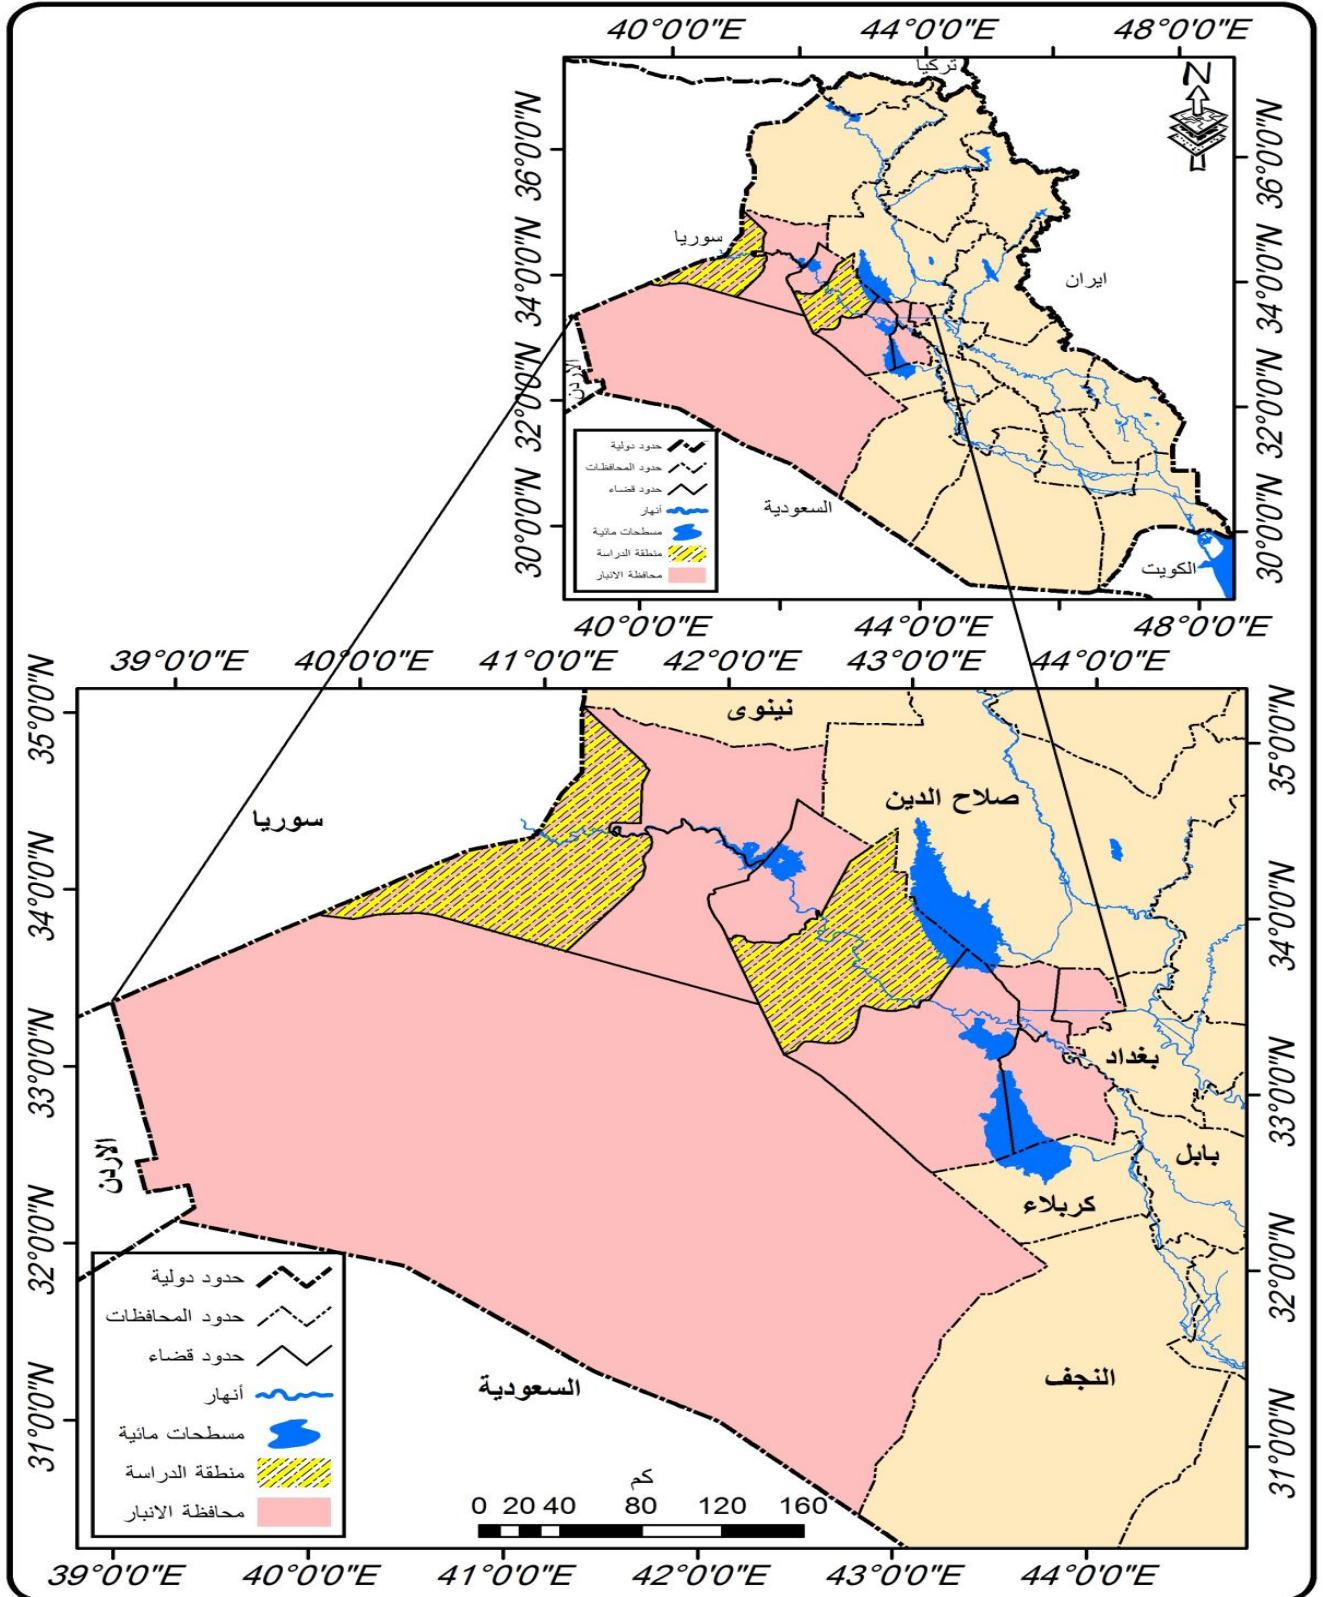 40°0'0"E 44°0'0"E 48°0'0"E
N
تركيا
36°0'0"N
36°0'0"N
سوريا
ايران
34°0'0"N
34°0'0"N
الاردن
32°0'0"N
32°0'0"N
حدود دولية
حدود المحافظات
حدود قضاء
أنهار
مسطحات مائية
منطقة الدراسة
محافظة الانبار
السعودية
30°0'0"N
30°0'0"N
الكويت
40°0'0"E 44°0'0"E 48°0'0"E
39°0'0"E 40°0'0"E 41°0'0"E 42°0'0"E 43°0'0"E 44°0'0"E
35°0'0"N
35°0'0"N
نينوى
صلاح الدين
سوريا
34°0'0"N
34°0'0"N
33°0'0"N
33°0'0"N
بغداد
الاردن
بابل
كربلاء
32°0'0"N
32°0'0"N
حدود دولية
حدود المحافظات
حدود قضاء
أنهار
مسطحات مائية
منطقة الدراسة
محافظة الانبار
السعودية
النجف
31°0'0"N
31°0'0"N
كم
0 20 40 80 120 160
39°0'0"E 40°0'0"E 41°0'0"E 42°0'0"E 43°0'0"E 44°0'0"E